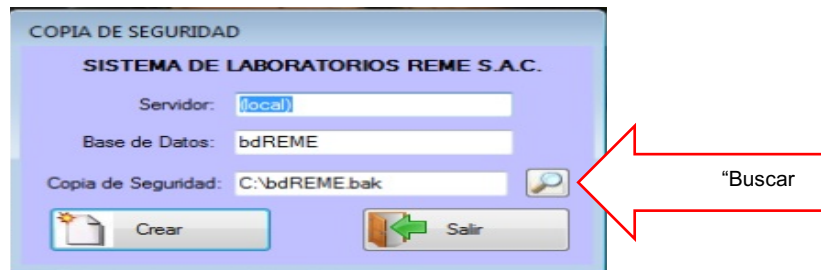 COPIA DE SEGURIDAD
SISTEMA DE LABORATORIOS REME S.A.C.
Servidor: (local)
Base de Datos: bdREME
Copia de Seguridad: C:\bdREME.bak
“Buscar
Crear Salir